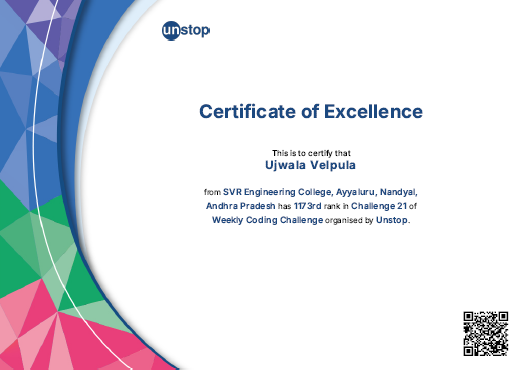 unstop
Certificate of Excellence
This is to certify that
Ujwala Velpula
from SVR Engineering College, Ayyaluru, Nandyal,
Andhra Pradesh has 1173rd rank in Challenge 21 of
Weekly Coding Challenge organised by Unstop.